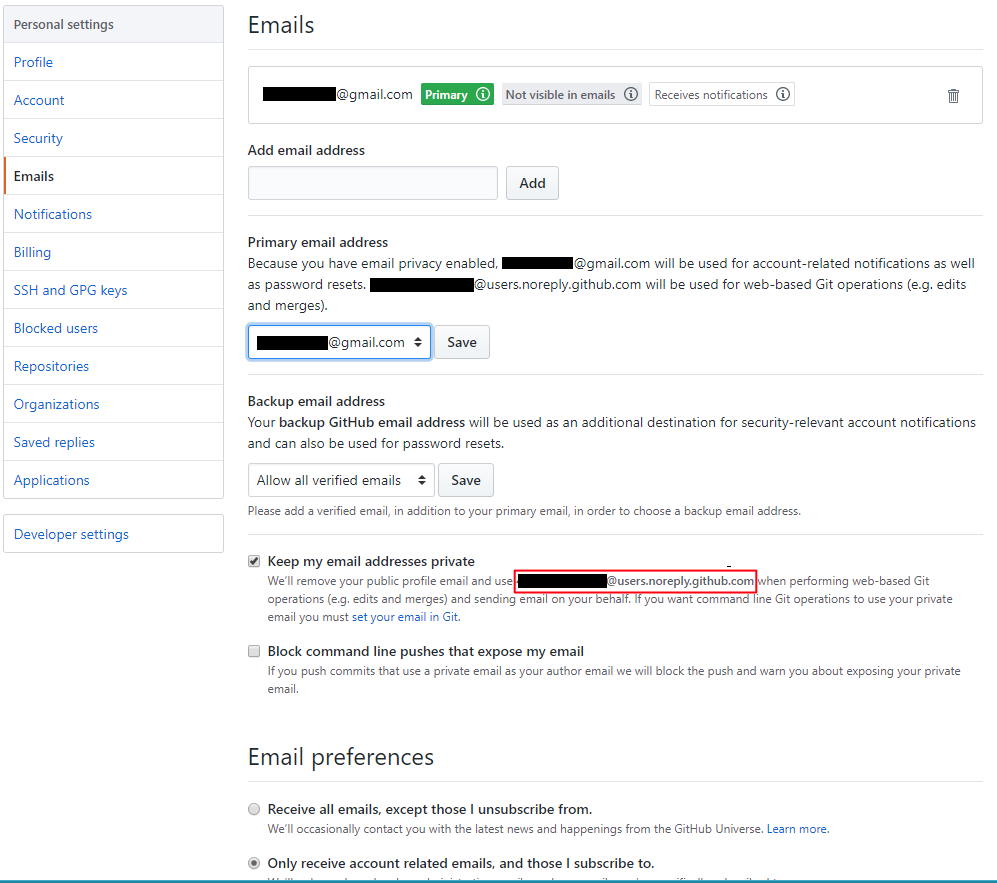 Personal settings
Profile
Account
Security
Emails
Notifications
Billing
SSH and GPG keys
Blocked users
Repositories
Organizations
Saved replies
Applications
Developer settings
Emails
@gmail.com Primary Not visible in emails Receives notifications
Add email address
Add
Primary email address
Because you have email privacy enabled, @gmail.com will be used for account-related notifications as well
as password resets. @users.noreply.github.com will be used for web-based Git operations (e.g. edits
and merges).
@gmail.com Save
Backup email address
Your backup GitHub email address will be used as an additional destination for security-relevant account notifications
and can also be used for password resets.
Allow all verified emails Save
Please add a verified email, in addition to your primary email, in order to choose a backup email address.
Keep my email addresses private
We'll remove your public profile email and use @users.noreply.github.com when performing web-based Git
operations (e.g. edits and merges) and sending email on your behalf. If you want command line Git operations to use your private
email you must set your email in Git.
Block command line pushes that expose my email
If you push commits that use a private email as your author email we will block the push and warn you about exposing your private
email.
Email preferences
Receive all emails, except those I unsubscribe from.
We'll occasionally contact you with the latest news and happenings from the GitHub Universe. Learn more.
Only receive account related emails, and those I subscribe to.